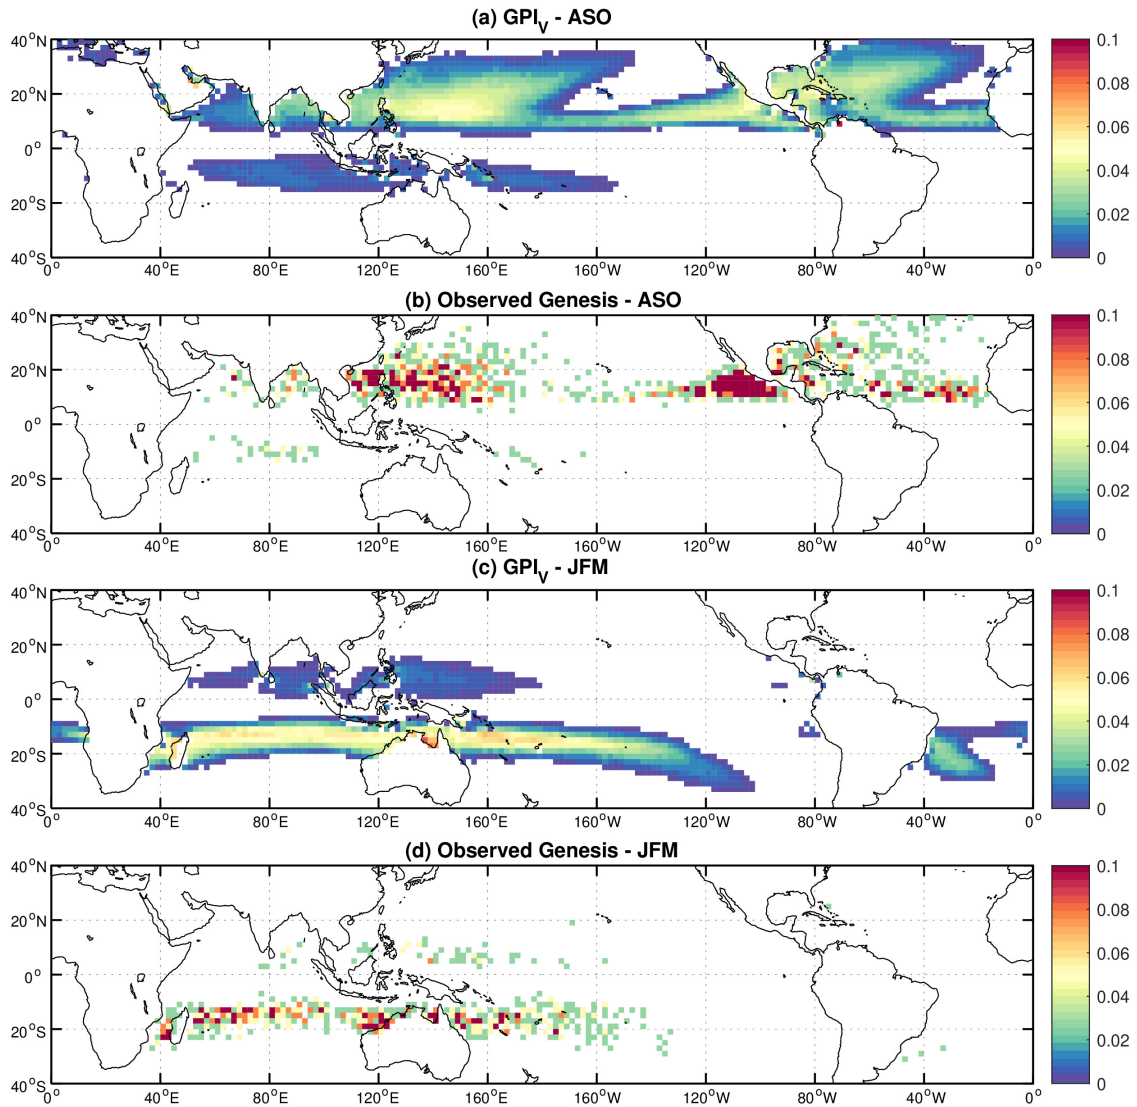 (a) GPI_V - ASO
40°N
20°N
0°
20°S
40°S
0°
40°E
80°E
120°E
160°E
160°W
120°W
80°W
40°W
0°
0.1
0.08
0.06
0.04
0.02
0
(b) Observed Genesis - ASO
40°N
20°N
0°
20°S
40°S
0°
40°E
80°E
120°E
160°E
160°W
120°W
80°W
40°W
0°
0.1
0.08
0.06
0.04
0.02
0
(c) GPI_V - JFM
40°N
20°N
0°
20°S
40°S
0°
40°E
80°E
120°E
160°E
160°W
120°W
80°W
40°W
0°
0.1
0.08
0.06
0.04
0.02
0
(d) Observed Genesis - JFM
40°N
20°N
0°
20°S
40°S
0°
40°E
80°E
120°E
160°E
160°W
120°W
80°W
40°W
0°
0.1
0.08
0.06
0.04
0.02
0